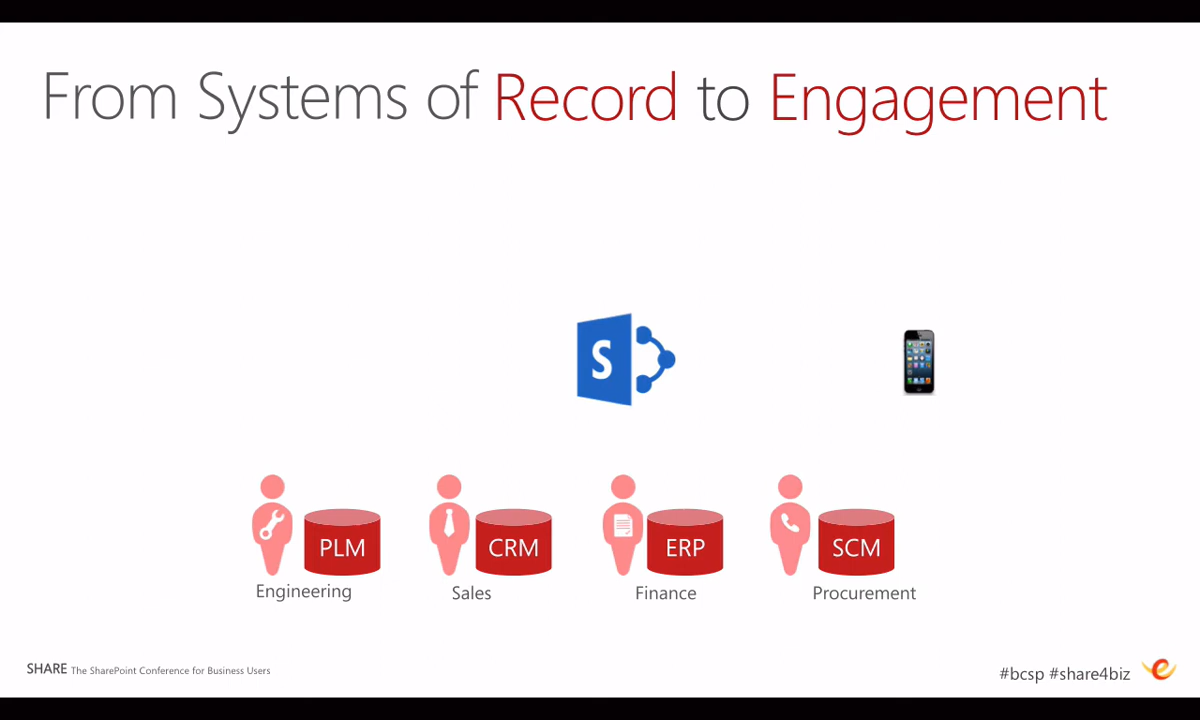 From Systems of Record to Engagement
S
PLM
CRM
ERP
SCM
Engineering
Sales
Finance
Procurement
SHARE The SharePoint Conference for Business Users
#bcsp #share4biz
e